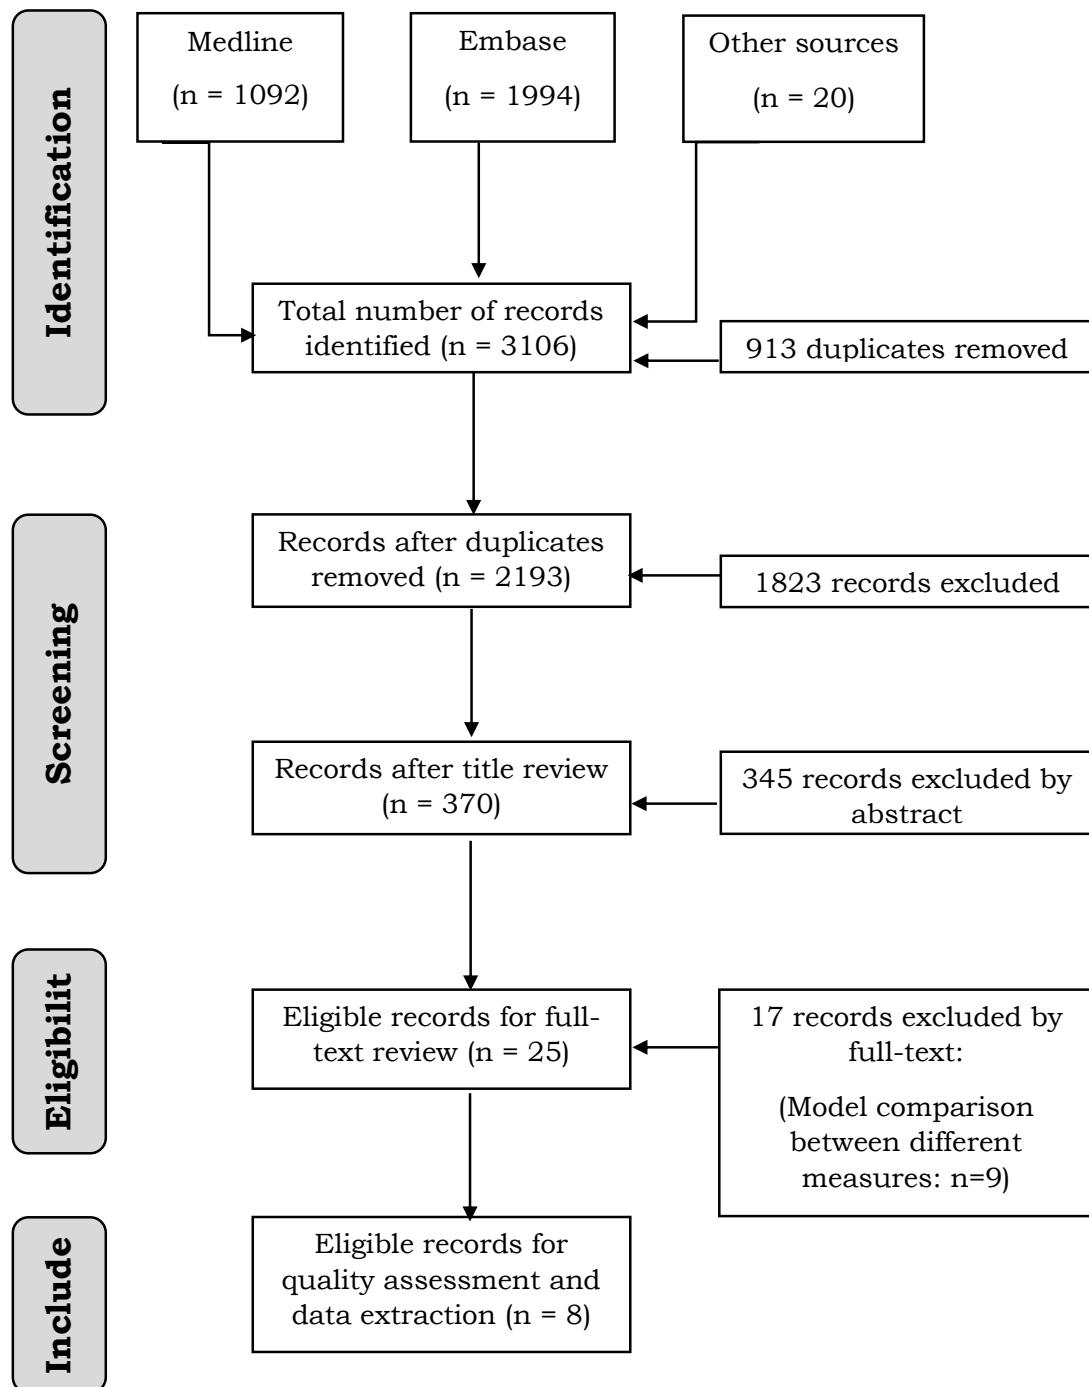 Identification
Medline
(n = 1092)
Embase
(n = 1994)
Other sources
(n = 20)
Total number of records
identified (n = 3106)
913 duplicates removed
Screening
Records after duplicates
removed (n = 2193)
1823 records excluded
Records after title review
(n = 370)
345 records excluded by
abstract
Eligibilit
Eligible records for full-
text review (n = 25)
17 records excluded by
full-text:
(Model comparison
between different
measures: n=9)
Include
Eligible records for
quality assessment and
data extraction (n = 8)